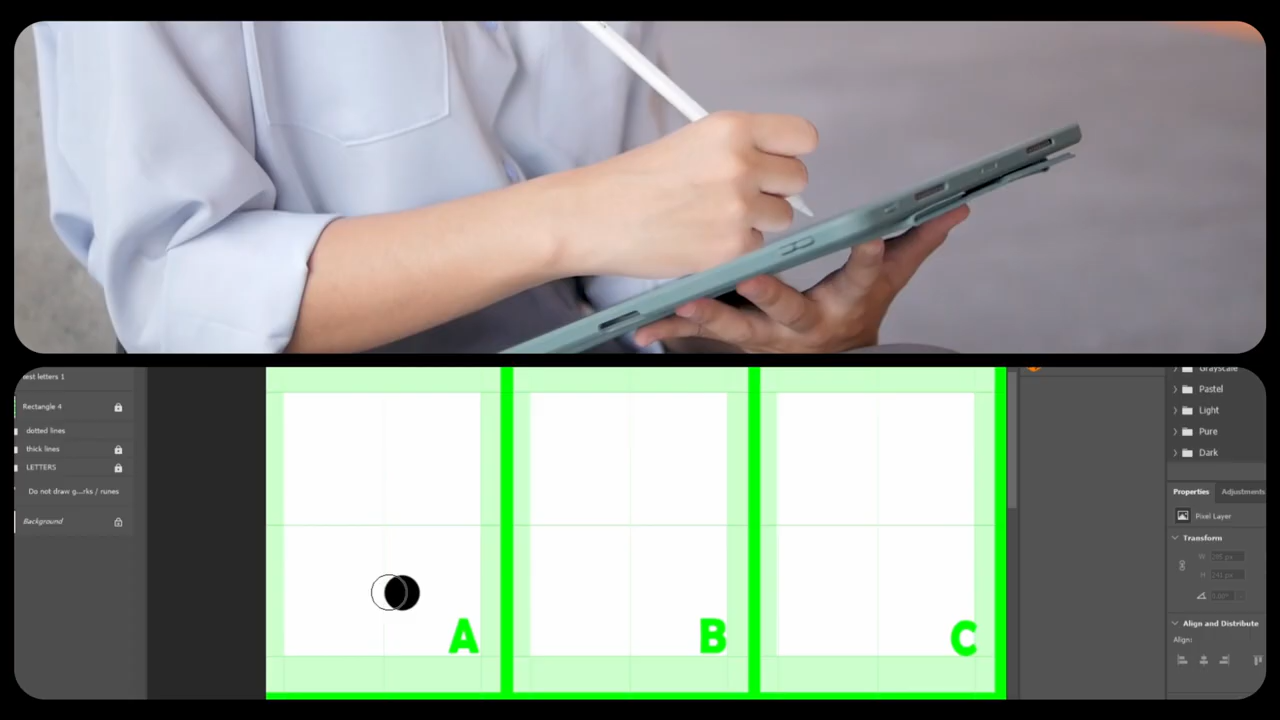 est letters 1
Rectangle 4
dotted lines
thick lines
LETTERS
Do not draw g...rks / runes
Background
A
B
C
Grayscale
Pastel
Light
Pure
Dark
Properties
Adjustments
Pixel Layer
Transform
W
H
Align and Distribute
Align: